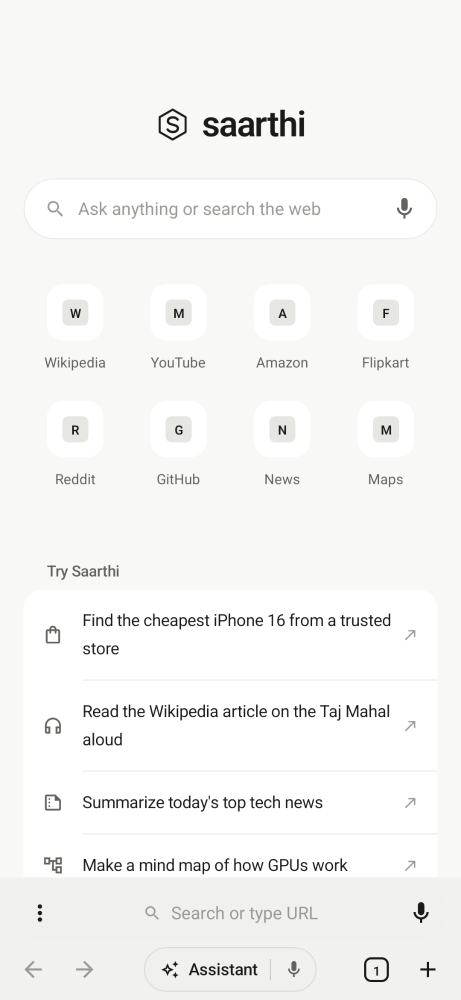 saarthi
Ask anything or search the web
W
M
A
F
Wikipedia
YouTube
Amazon
Flipkart
R
G
N
M
Reddit
GitHub
News
Maps
Try Saarthi
Find the cheapest iPhone 16 from a trusted
store
Read the Wikipedia article on the Taj Mahal
aloud
Summarize today's top tech news
Make a mind map of how GPUs work
Search or type URL
Assistant
1